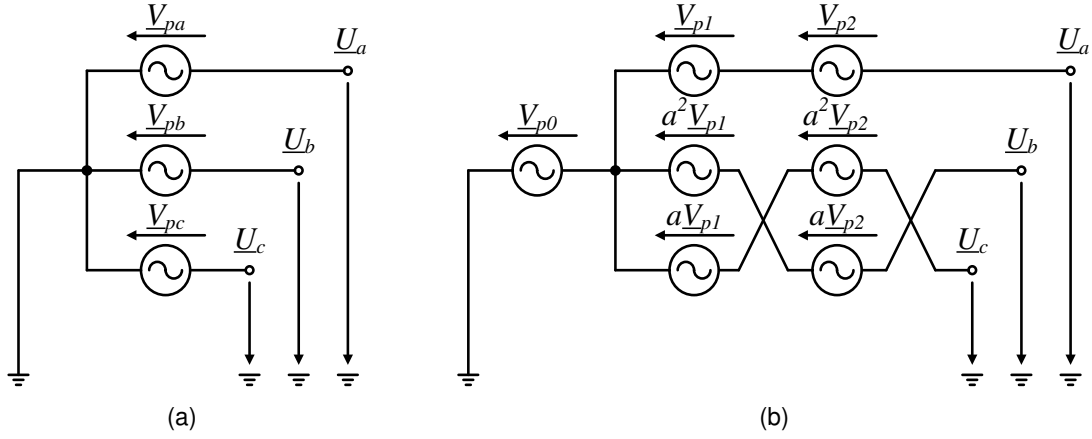 V_pa
U_a
V_pb
U_b
V_pc
U_c
(a)
V_p1
V_p2
U_a
V_p0
a²V_p1
a²V_p2
U_b
aV_p1
aV_p2
U_c
(b)